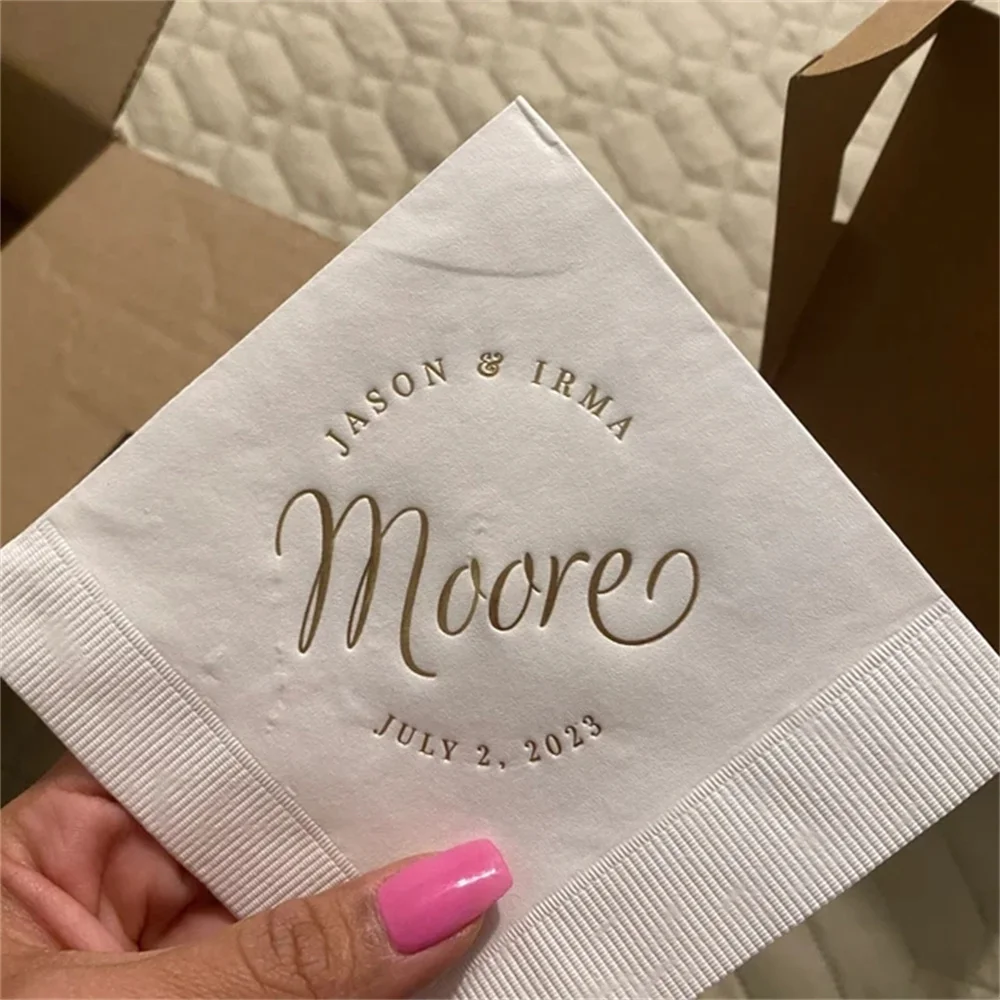 JASON & IRMA
Moore
JULY 2, 2023